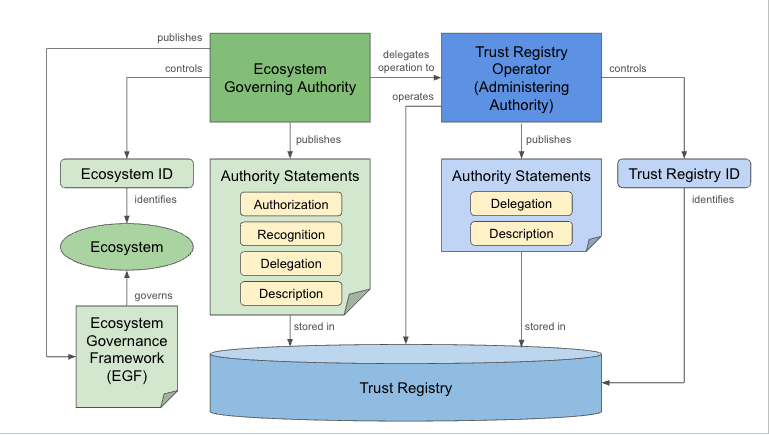 publishes
controls
Ecosystem
Governing Authority
delegates
operation to
operates
Trust Registry
Operator
(Administering
Authority)
controls
publishes
publishes
Ecosystem ID
identifies
Ecosystem
governs
Ecosystem
Governance
Framework
(EGF)
Authority Statements
Authorization
Recognition
Delegation
Description
stored in
Authority Statements
Delegation
Description
stored in
Trust Registry ID
identifies
Trust Registry